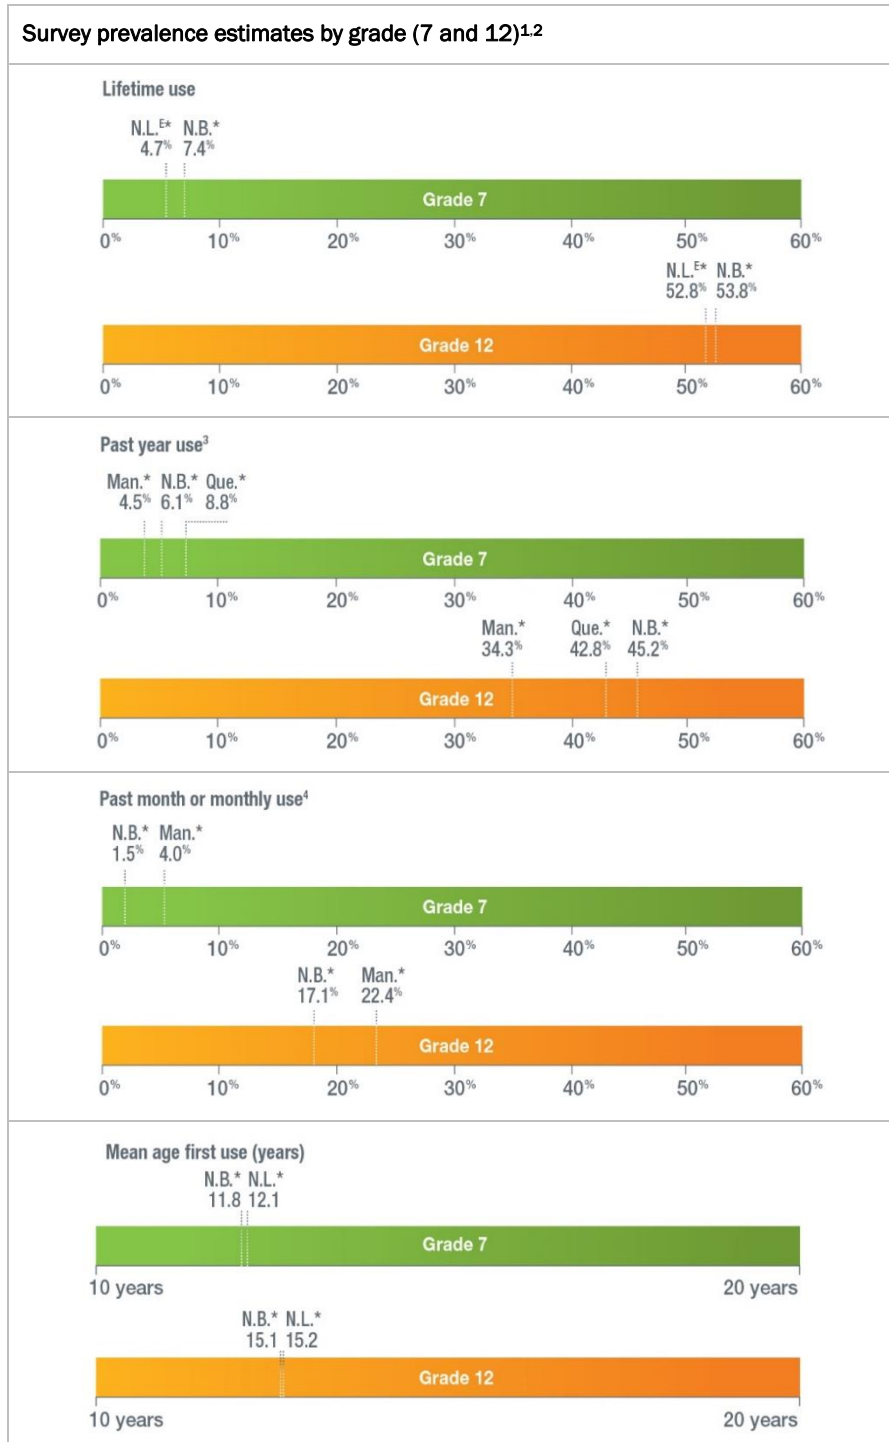 Survey prevalence estimates by grade (7 and 12)1,2
Lifetime use
N.L.E* N.B.*
4.7% 7.4%
Grade 7
0% 10% 20% 30% 40% 50% 60%
N.L.E* N.B.*
52.8% 53.8%
Grade 12
0% 10% 20% 30% 40% 50% 60%
Past year use3
Man.* N.B.* Que.*
4.5% 6.1% 8.8%
Grade 7
0% 10% 20% 30% 40% 50% 60%
Man.* Que.* N.B.*
34.3% 42.8% 45.2%
Grade 12
0% 10% 20% 30% 40% 50% 60%
Past month or monthly use4
N.B.* Man.*
1.5% 4.0%
Grade 7
0% 10% 20% 30% 40% 50% 60%
N.B.* Man.*
17.1% 22.4%
Grade 12
0% 10% 20% 30% 40% 50% 60%
Mean age first use (years)
N.B.* N.L.*
11.8 12.1
Grade 7
10 years 20 years
N.B.* N.L.*
15.1 15.2
Grade 12
10 years 20 years